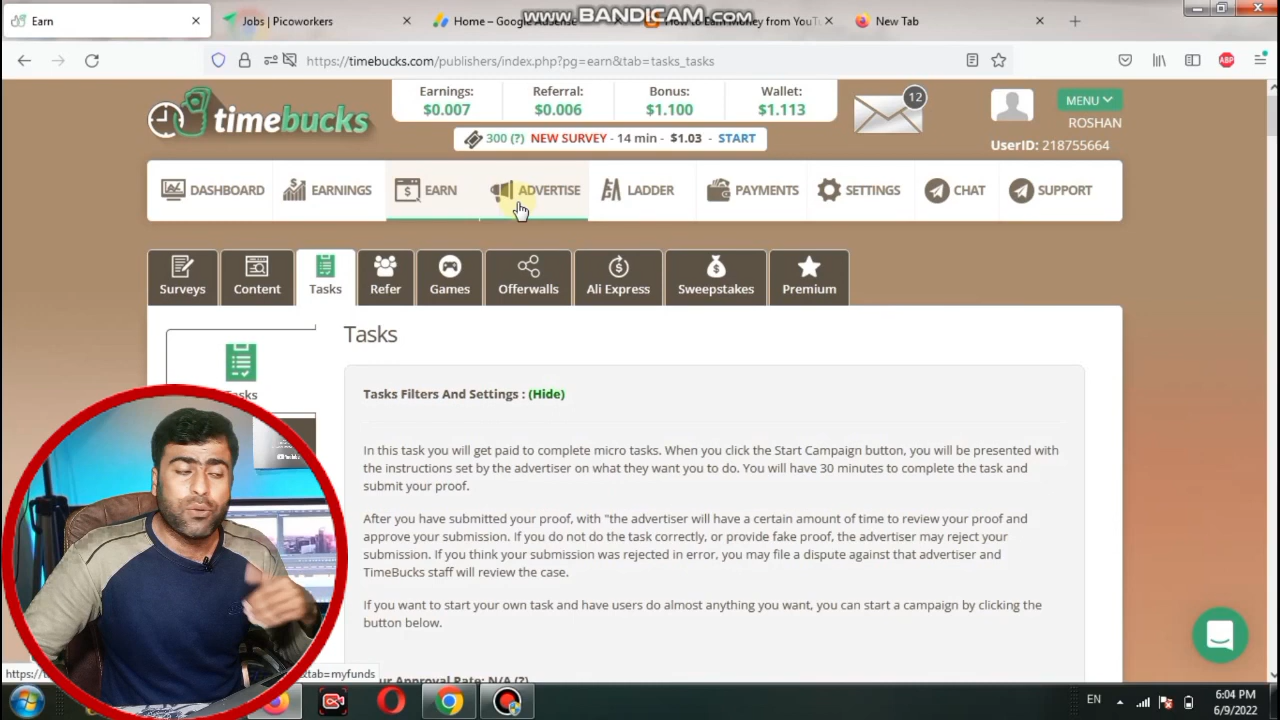 Earn
Jobs | Picoworkers
Home – Google AdSense
How to Earn Money from YouTu
New Tab
www.BANDICAM.com
https://timebucks.com/publishers/index.php?pg=earn&tab=tasks_tasks
ABP
timebucks
Earnings:
$0.007
Referral:
$0.006
Bonus:
$1.100
Wallet:
$1.113
12
MENU
ROSHAN
UserID: 218755664
300 (?) NEW SURVEY - 14 min - $1.03 - START
DASHBOARD
EARNINGS
EARN
ADVERTISE
LADDER
PAYMENTS
SETTINGS
CHAT
SUPPORT
Surveys
Content
Tasks
Refer
Games
Offerwalls
Ali Express
Sweepstakes
Premium
Tasks
Tasks Filters And Settings : (Hide)
In this task you will get paid to complete micro tasks. When you click the Start Campaign button, you will be presented with
the instructions set by the advertiser on what they want you to do. You will have 30 minutes to complete the task and
submit your proof.
After you have submitted your proof, with "the advertiser will have a certain amount of time to review your proof and
approve your submission. If you do not do the task correctly, or provide fake proof, the advertiser may reject your
submission. If you think your submission was rejected in error, you may file a dispute against that advertiser and
TimeBucks staff will review the case.
If you want to start your own task and have users do almost anything you want, you can start a campaign by clicking the
button below.
Approval Rate: N/A (?)
&tab=myfunds
EN
6:04 PM
6/9/2022